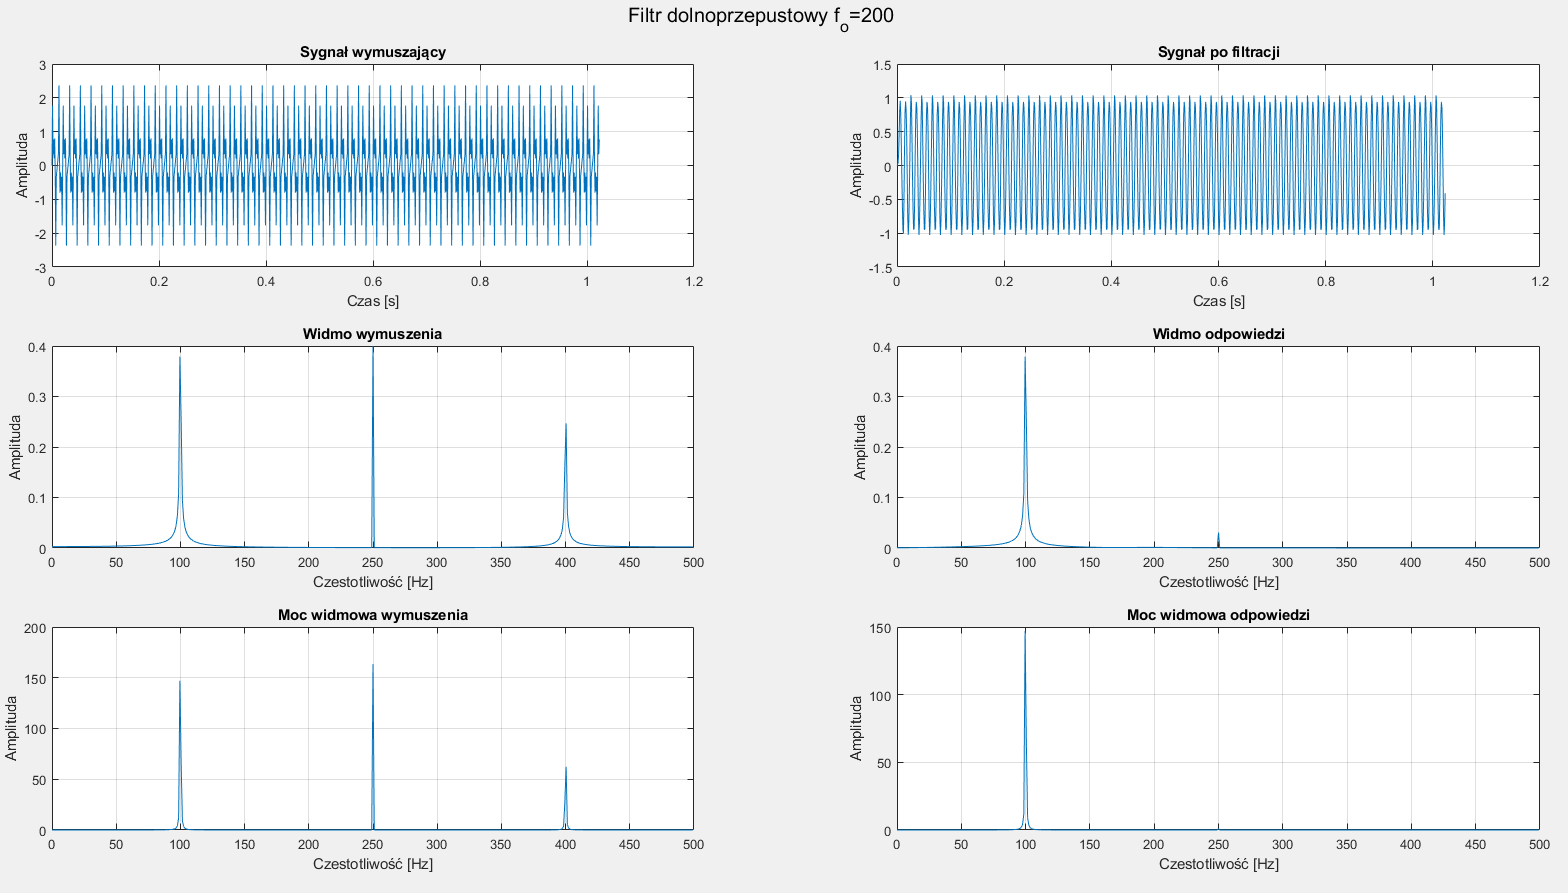 Filtr dolnoprzepustowy fo=200
Sygnał wymuszający
3
2
1
0
-1
-2
-3
Amplituda
0 0.2 0.4 0.6 0.8 1 1.2
Czas [s]
Sygnał po filtracji
1.5
1
0.5
0
-0.5
-1
-1.5
Amplituda
0 0.2 0.4 0.6 0.8 1 1.2
Czas [s]
Widmo wymuszenia
0.4
0.3
0.2
0.1
0
Amplituda
0 50 100 150 200 250 300 350 400 450 500
Czestotliwość [Hz]
Widmo odpowiedzi
0.4
0.3
0.2
0.1
0
Amplituda
0 50 100 150 200 250 300 350 400 450 500
Czestotliwość [Hz]
Moc widmowa wymuszenia
200
150
100
50
0
Amplituda
0 50 100 150 200 250 300 350 400 450 500
Czestotliwość [Hz]
Moc widmowa odpowiedzi
150
100
50
0
Amplituda
0 50 100 150 200 250 300 350 400 450 500
Czestotliwość [Hz]